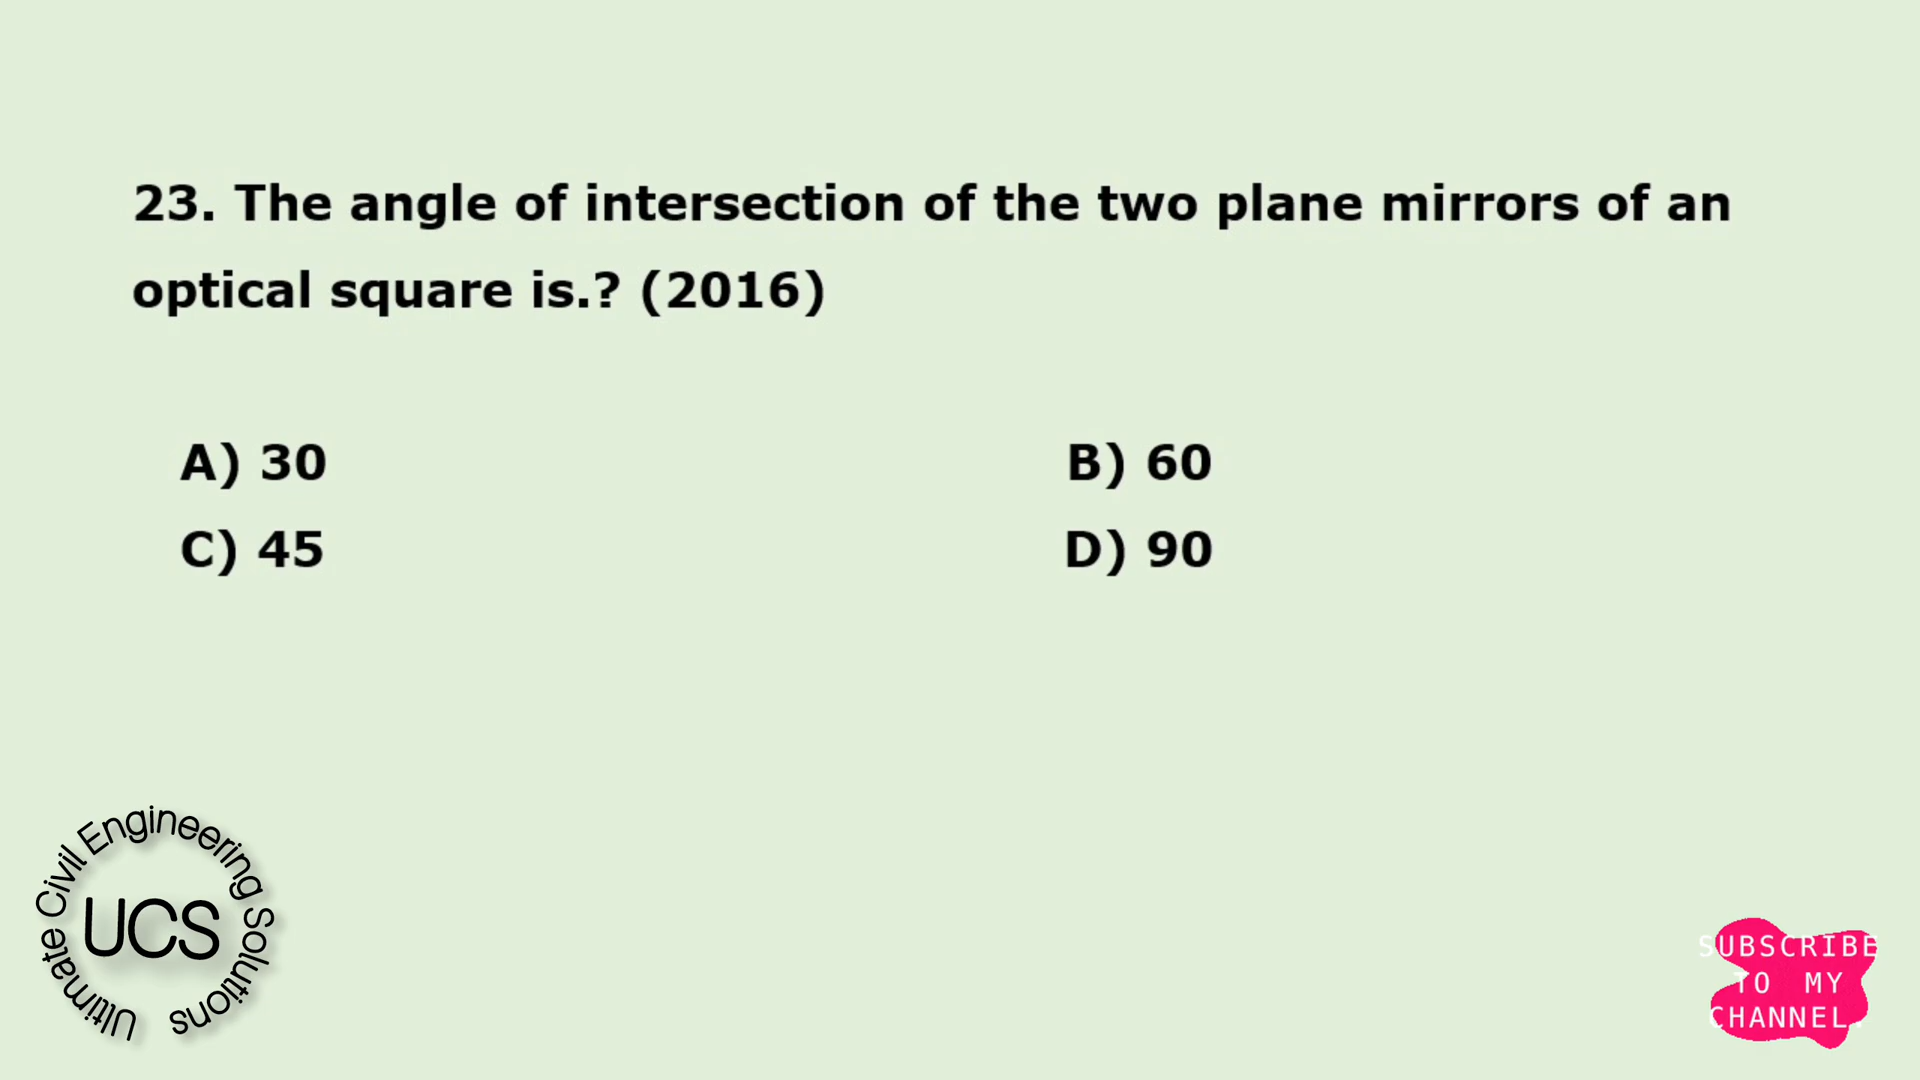 23. The angle of intersection of the two plane mirrors of an
optical square is.? (2016)
A) 30
B) 60
C) 45
D) 90
Ultimate Civil Engineering Solutions
UCS
SUBSCRIBE
TO MY
CHANNEL.